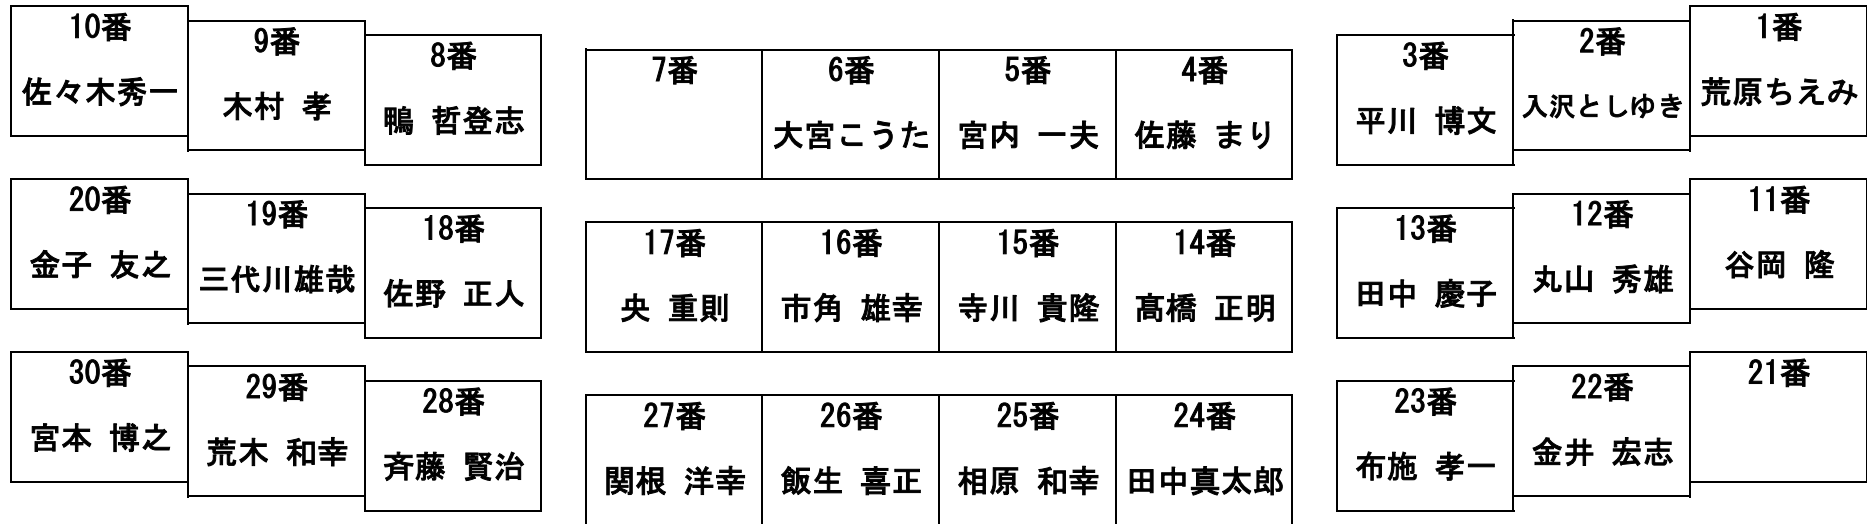 10番 9番 8番 7番 6番 5番 4番 3番 2番 1番
佐々木秀一 木村 孝 鴨 哲登志 大宮こうた 宮内 一夫 佐藤 まり 平川 博文 入沢としゆき 荒原ちえみ
20番 19番 18番 17番 16番 15番 14番 13番 12番 11番
金子 友之 三代川雄哉 佐野 正人 央 重則 市角 雄幸 寺川 貴隆 髙橋 正明 田中 慶子 丸山 秀雄 谷岡 隆
30番 29番 28番 27番 26番 25番 24番 23番 22番 21番
宮本 博之 荒木 和幸 斉藤 賢治 関根 洋幸 飯生 喜正 相原 和幸 田中真太郎 布施 孝一 金井 宏志